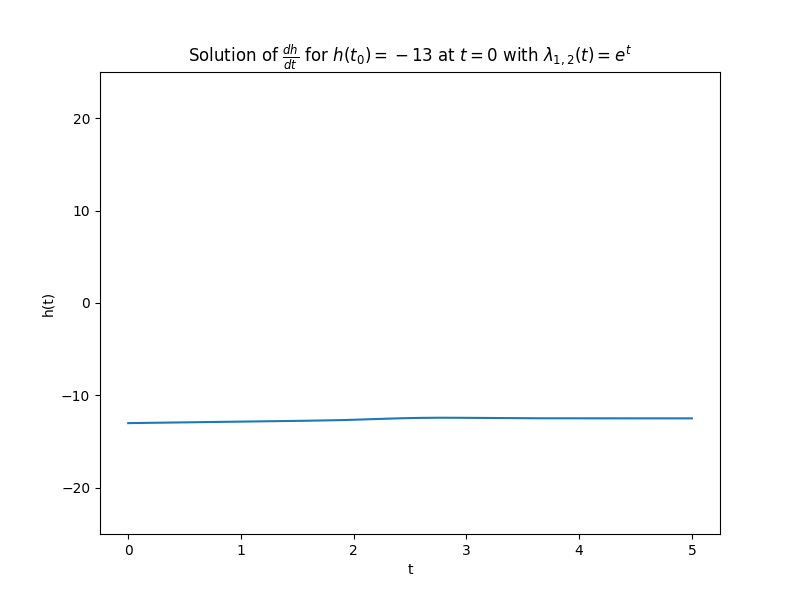 Solution of dh/dt for h(t₀) = −13 at t = 0 with λ₁,₂(t) = eᵗ
20
10
0
−10
−20
h(t)
0 1 2 3 4 5
t